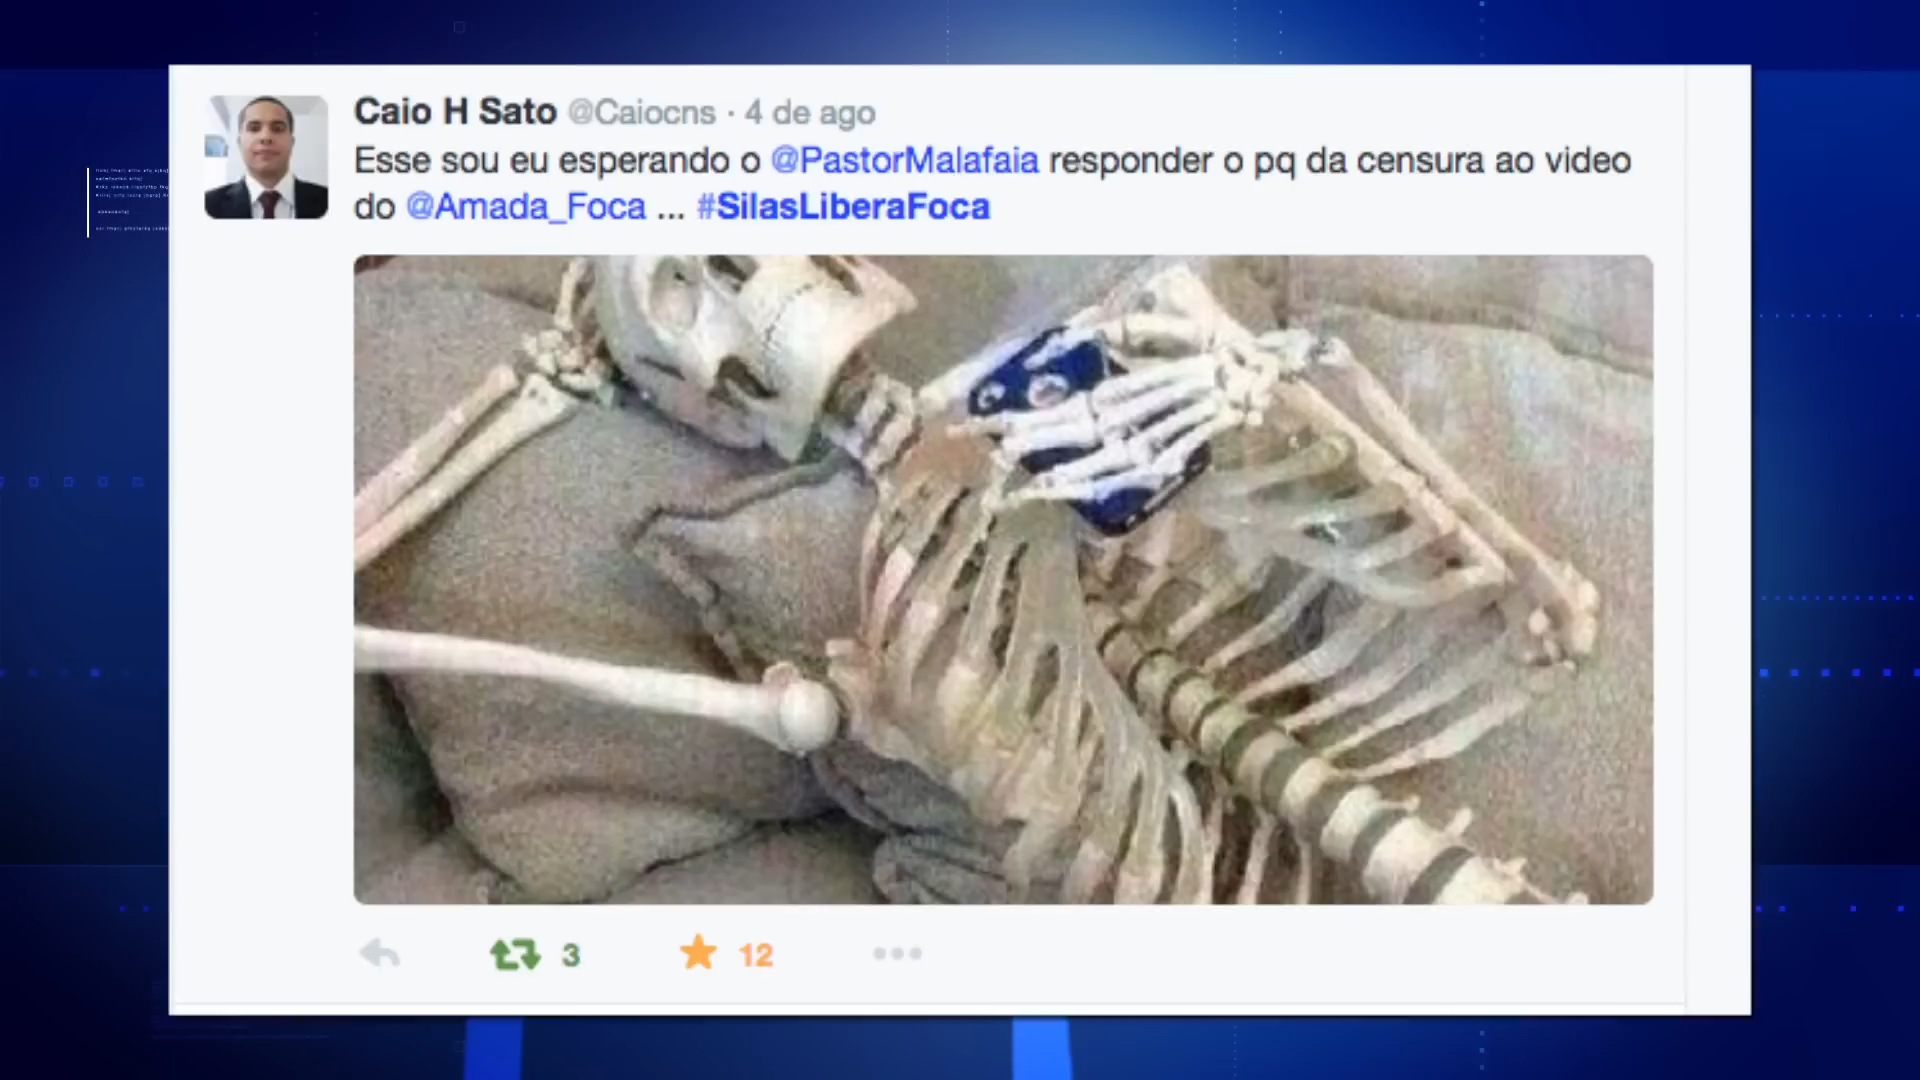 Caio H Sato @Caiocns · 4 de ago
Esse sou eu esperando o @PastorMalafaia responder o pq da censura ao video
do @Amada_Foca ... #SilasLiberaFoca
3 12